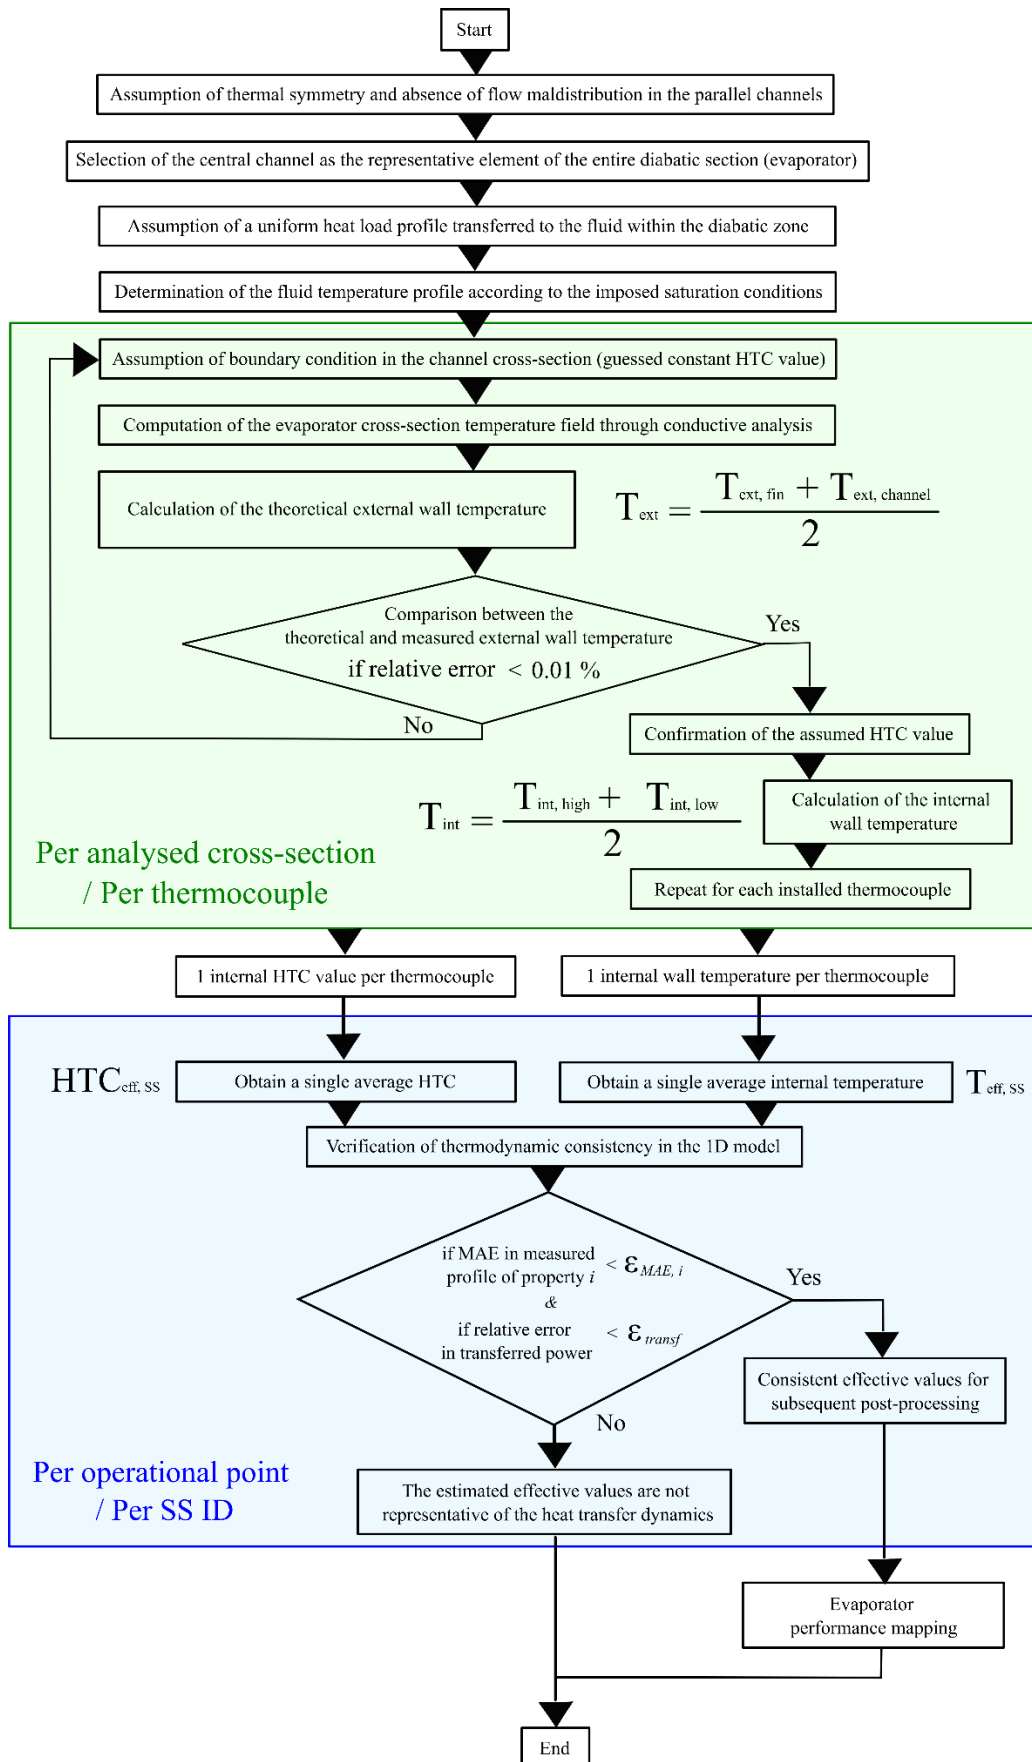 Start
Assumption of thermal symmetry and absence of flow maldistribution in the parallel channels
Selection of the central channel as the representative element of the entire diabatic section (evaporator)
Assumption of a uniform heat load profile transferred to the fluid within the diabatic zone
Determination of the fluid temperature profile according to the imposed saturation conditions
Assumption of boundary condition in the channel cross-section (guessed constant HTC value)
Computation of the evaporator cross-section temperature field through conductive analysis
Calculation of the theoretical external wall temperature
T ext = (T ext, fin + T ext, channel) / 2
Comparison between the
theoretical and measured external wall temperature
if relative error < 0.01 %
Yes
No
Confirmation of the assumed HTC value
T int = (T int, high + T int, low) / 2
Calculation of the internal
wall temperature
Repeat for each installed thermocouple
Per analysed cross-section
/ Per thermocouple
1 internal HTC value per thermocouple
1 internal wall temperature per thermocouple
HTC eff, SS
Obtain a single average HTC
Obtain a single average internal temperature
T eff, SS
Verification of thermodynamic consistency in the 1D model
if MAE in measured
profile of property i < ε MAE, i
&
if relative error
in transferred power < ε transf
Yes
No
Consistent effective values for
subsequent post-processing
The estimated effective values are not
representative of the heat transfer dynamics
Per operational point
/ Per SS ID
Evaporator
performance mapping
End